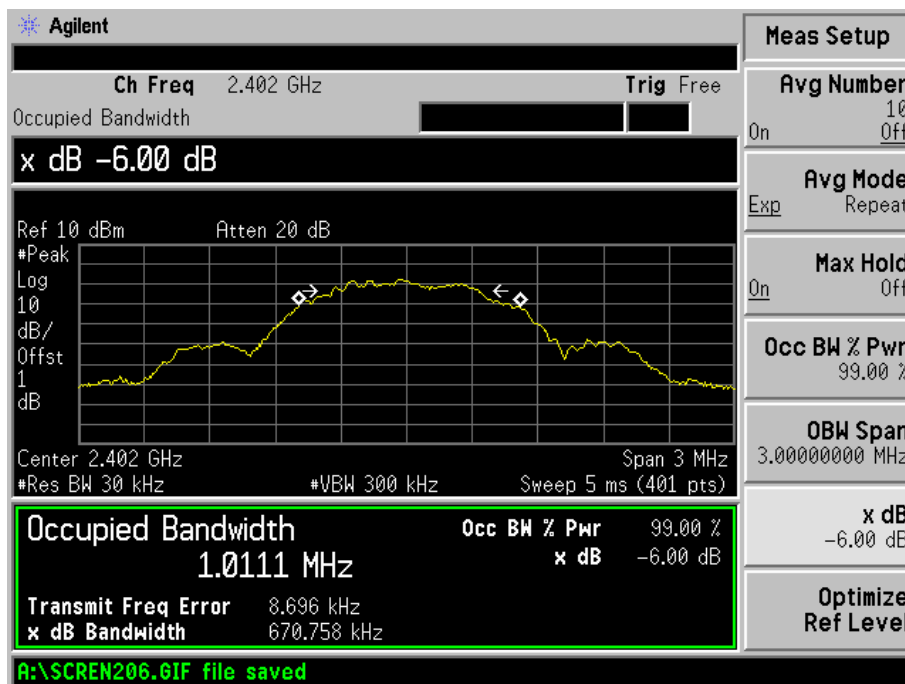 Agilent
Ch Freq 2.402 GHz Trig Free
Occupied Bandwidth
x dB -6.00 dB
Ref 10 dBm Atten 20 dB
#Peak
Log
10
dB/
Offst
1
dB
Center 2.402 GHz Span 3 MHz
#Res BW 30 kHz #VBW 300 kHz Sweep 5 ms (401 pts)
Occupied Bandwidth
1.0111 MHz
Occ BW % Pwr 99.00 %
x dB -6.00 dB
Transmit Freq Error 8.696 kHz
x dB Bandwidth 670.758 kHz
A:\SCREN206.GIF file saved
Meas Setup
Avg Number
10
On Off
Avg Mode
Exp Repeat
Max Hold
On Off
Occ BW % Pwr
99.00 %
OBW Span
3.00000000 MHz
x dB
-6.00 dB
Optimize
Ref Level